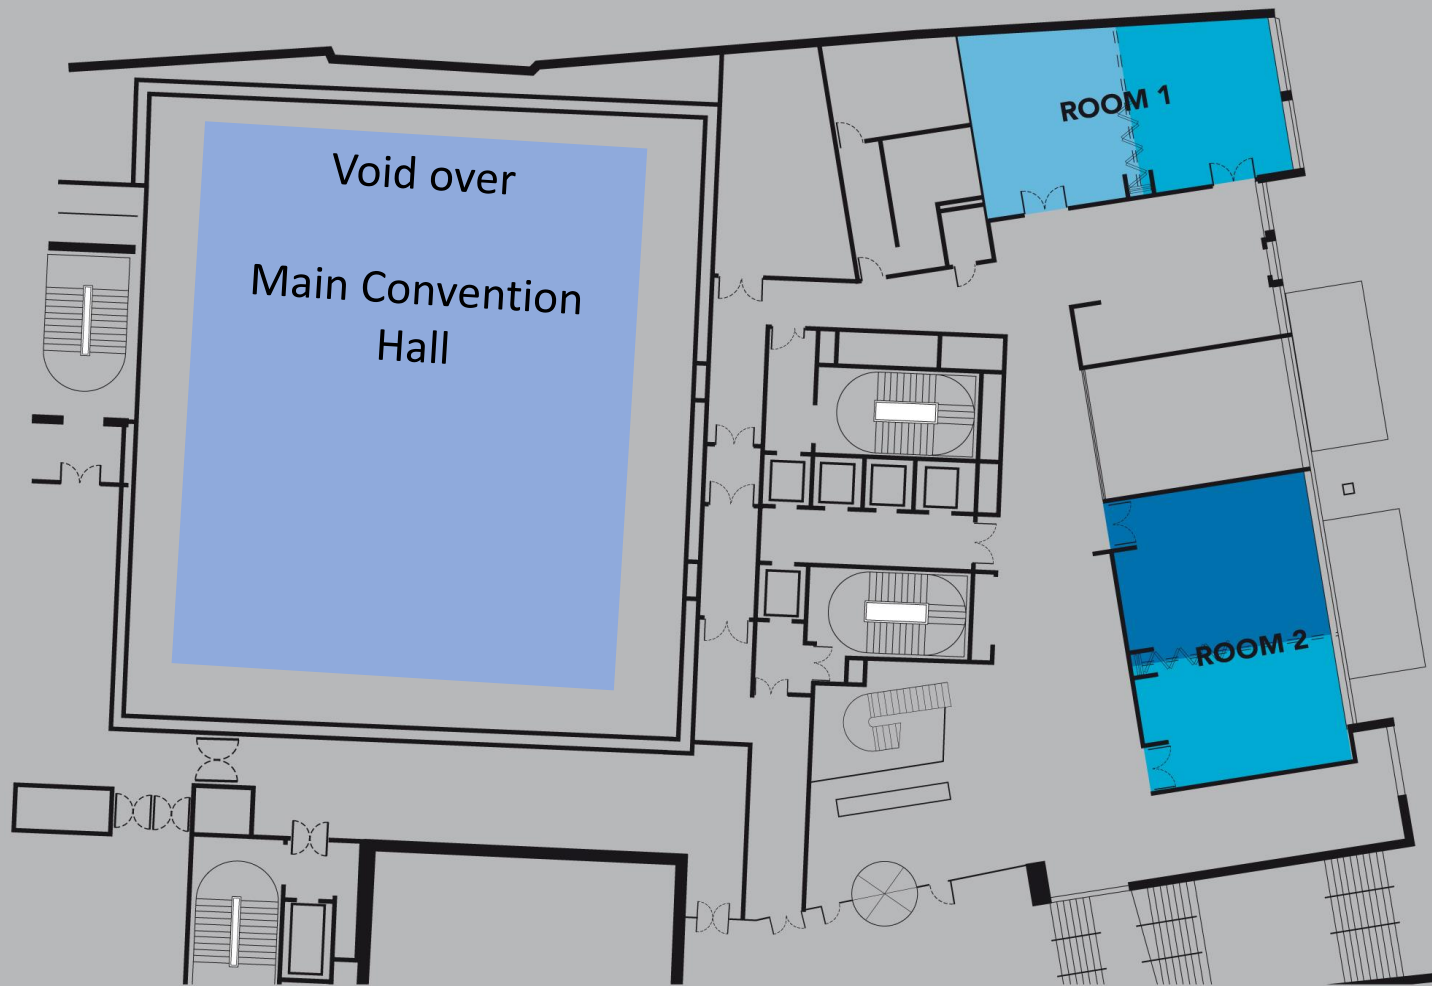 Void over
Main Convention
Hall
ROOM 1
ROOM 2